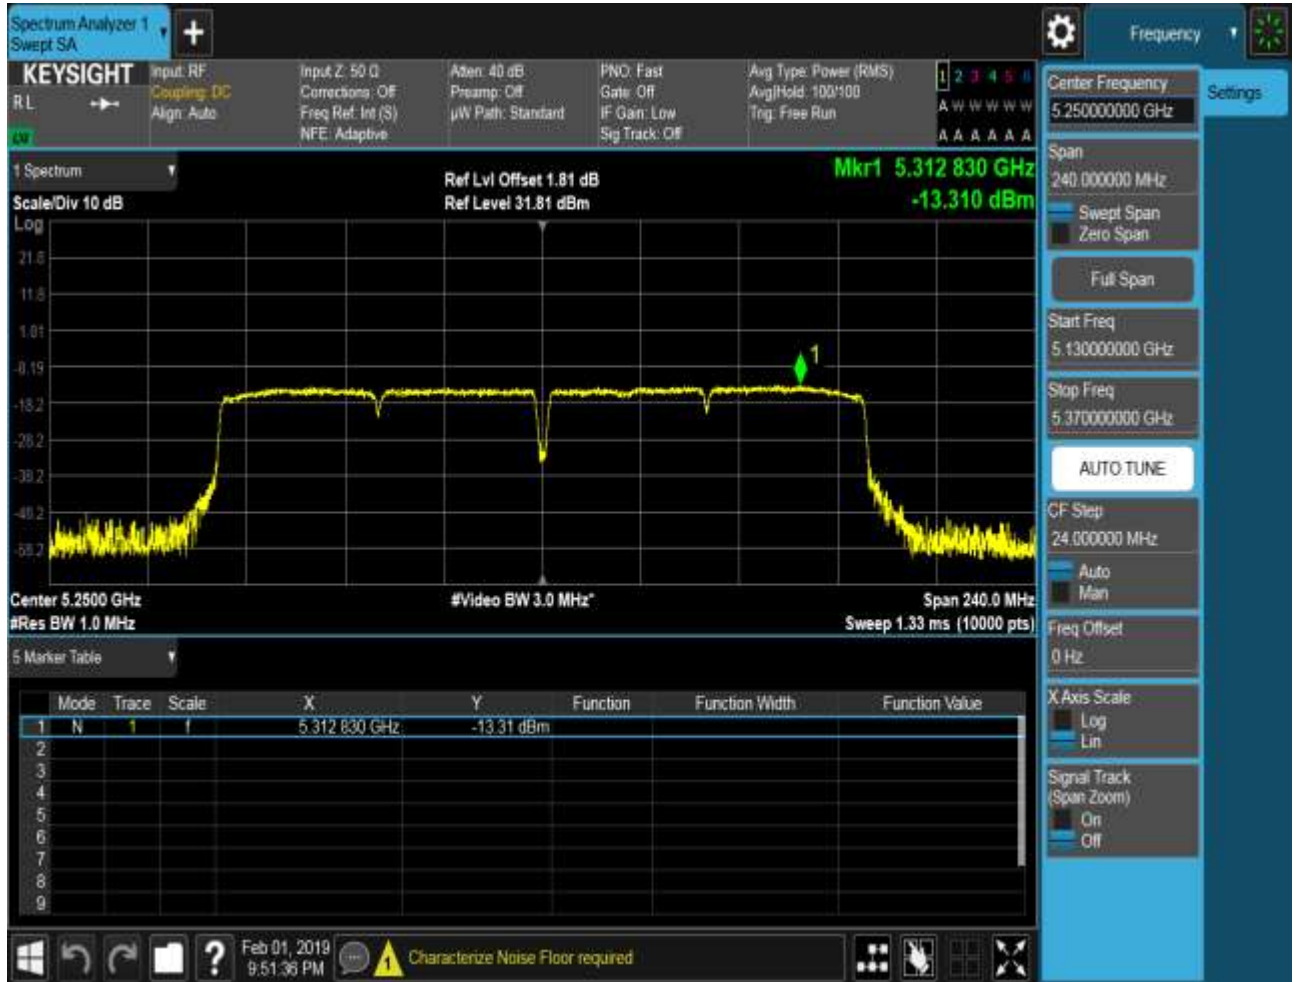 Spectrum Analyzer 1
Swept SA
+
Frequency
KEYSIGHT
Input: RF
Coupling: DC
Align: Auto
Input Z: 50 Ω
Corrections: Off
Freq Ref: Int (S)
NFE: Adaptive
Atten: 40 dB
Preamp: Off
µW Path: Standard
PNO: Fast
Gate: Off
IF Gain: Low
Sig Track: Off
Avg Type: Power (RMS)
Avg|Hold: 100/100
Trig: Free Run
1 2 3 4 5 6
A W W W W W
A A A A A A
R L
1 Spectrum
Scale/Div 10 dB
Ref Lvl Offset 1.81 dB
Ref Level 31.81 dBm
Mkr1 5.312 830 GHz
-13.310 dBm
Log
21.8
11.8
1.81
-8.19
-18.2
-28.2
-38.2
-48.2
-58.2
1
Center 5.2500 GHz
#Res BW 1.0 MHz
#Video BW 3.0 MHz*
Span 240.0 MHz
Sweep 1.33 ms (10000 pts)
5 Marker Table
Mode Trace Scale X Y Function Function Width Function Value
1 N 1 f 5.312 830 GHz -13.31 dBm
2
3
4
5
6
7
8
9
Center Frequency
5.250000000 GHz
Settings
Span
240.000000 MHz
Swept Span
Zero Span
Full Span
Start Freq
5.130000000 GHz
Stop Freq
5.370000000 GHz
AUTO TUNE
CF Step
24.000000 MHz
Auto
Man
Freq Offset
0 Hz
X Axis Scale
Log
Lin
Signal Track
(Span Zoom)
On
Off
?
Feb 01, 2019
9:51:36 PM
1
Characterize Noise Floor required